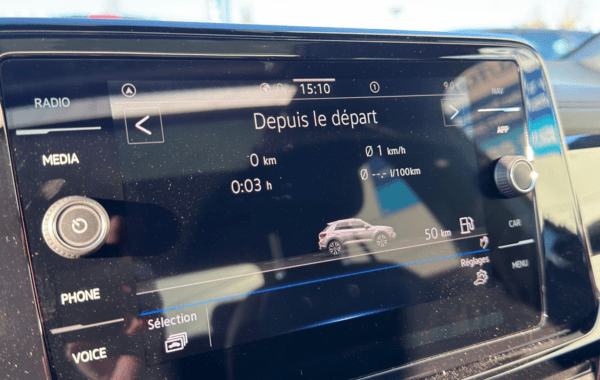 15:10
RADIO
NAV
Depuis le départ
APP
MEDIA
0 km
Ø 1 km/h
0:03 h
Ø --.- l/100km
50 km
CAR
Réglages
MENU
PHONE
Sélection
VOICE